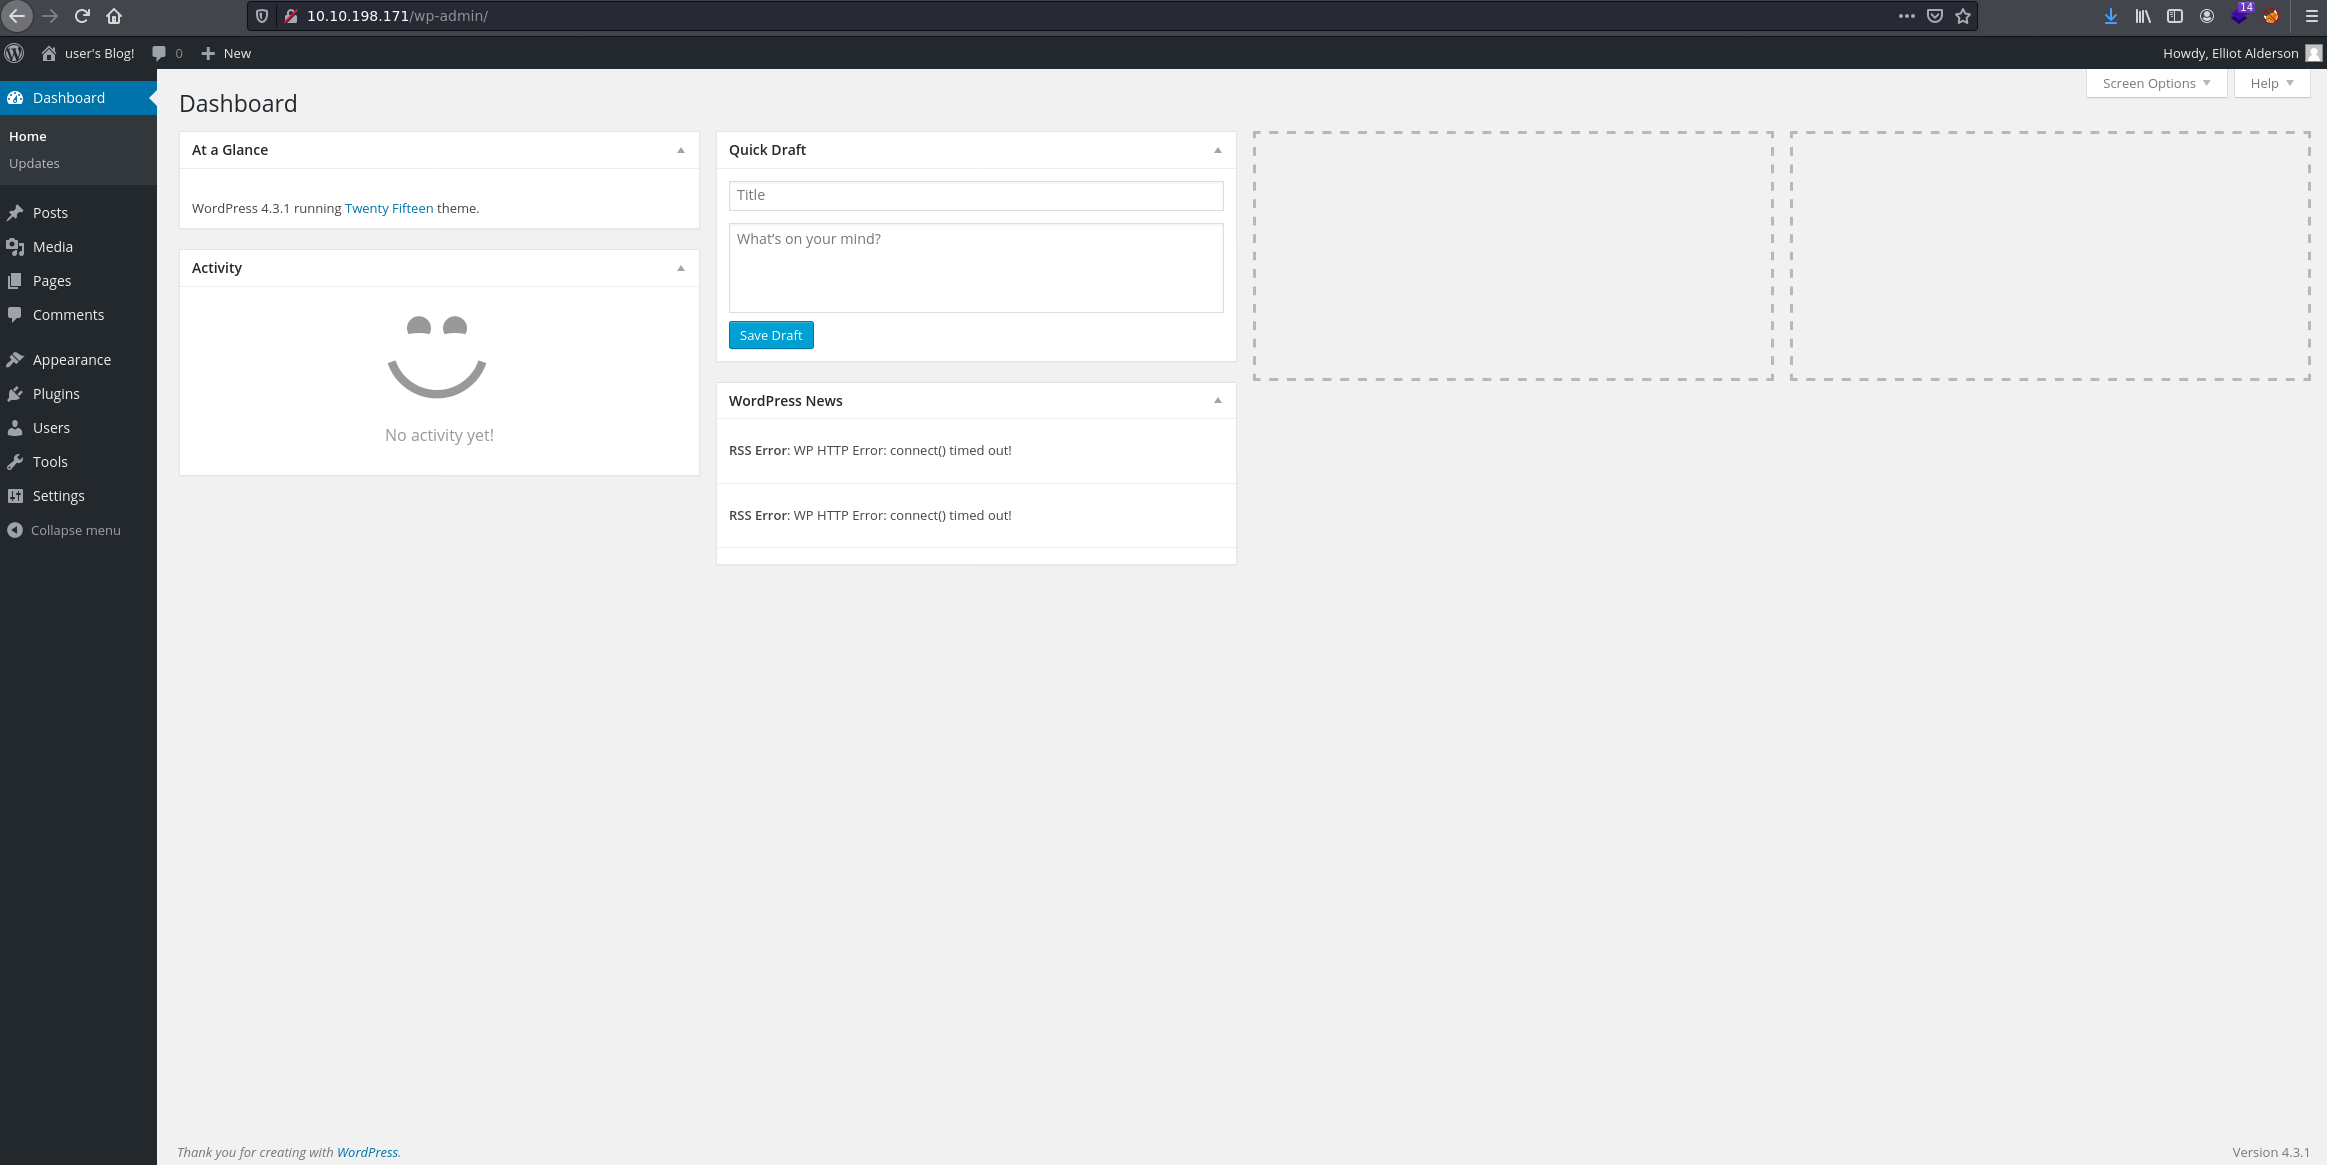 10.10.198.171/wp-admin/
14
user's Blog! 0 New
Howdy, Elliot Alderson
Dashboard
Home
Updates
Posts
Media
Pages
Comments
Appearance
Plugins
Users
Tools
Settings
Collapse menu
Screen Options
Help
Dashboard
At a Glance
WordPress 4.3.1 running Twenty Fifteen theme.
Activity
No activity yet!
Quick Draft
Title
What's on your mind?
Save Draft
WordPress News
RSS Error: WP HTTP Error: connect() timed out!
RSS Error: WP HTTP Error: connect() timed out!
Thank you for creating with WordPress.
Version 4.3.1